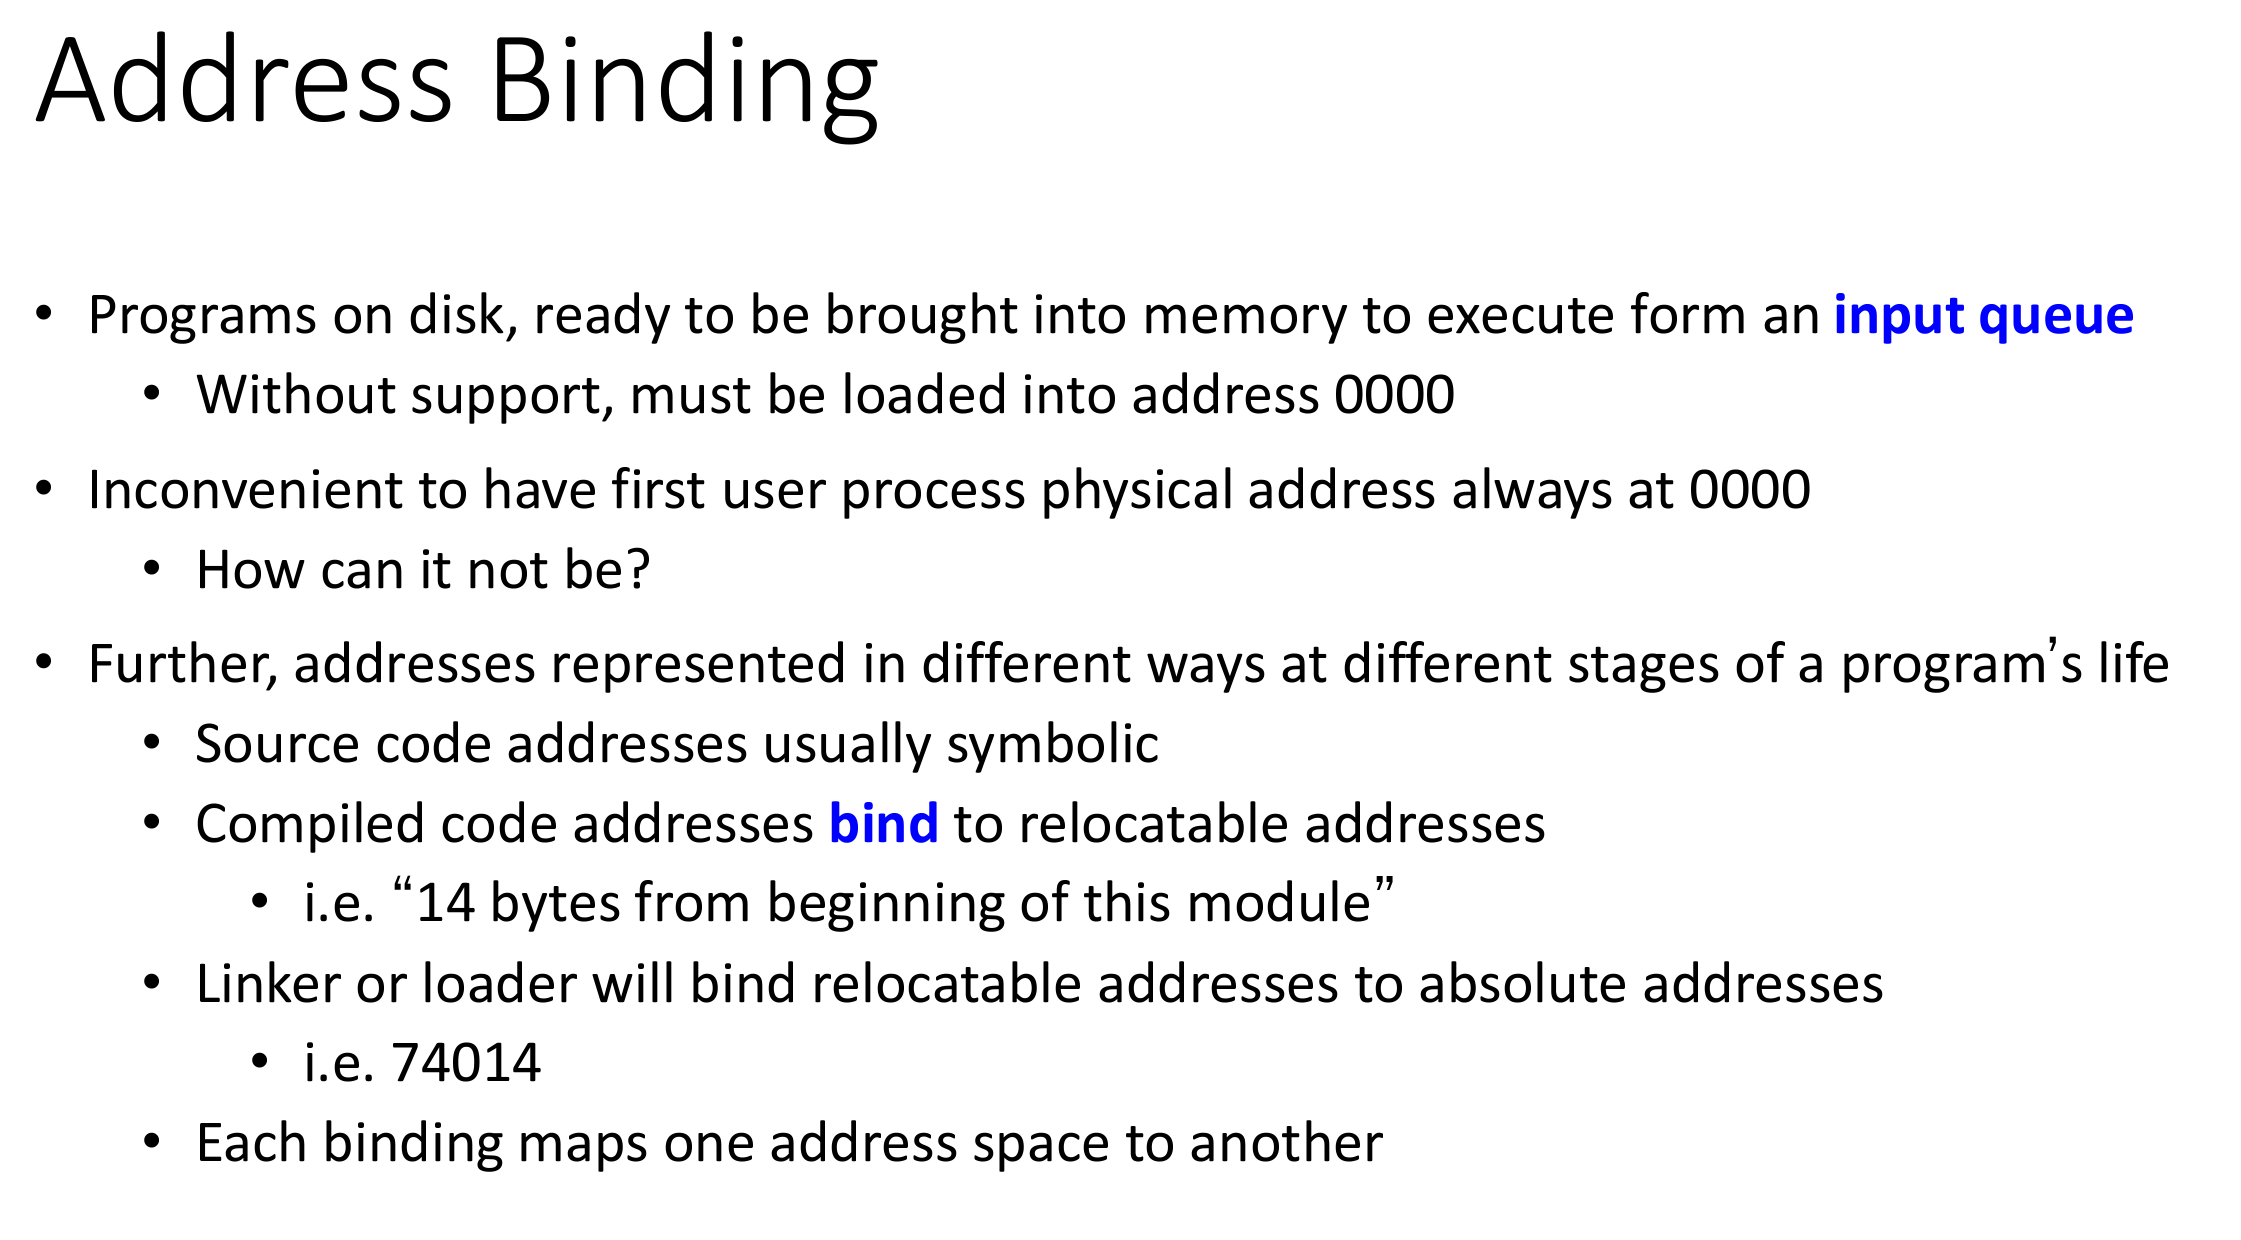 Address Binding
• Programs on disk, ready to be brought into memory to execute form an input queue
• Without support, must be loaded into address 0000
• Inconvenient to have first user process physical address always at 0000
• How can it not be?
• Further, addresses represented in different ways at different stages of a program’s life
• Source code addresses usually symbolic
• Compiled code addresses bind to relocatable addresses
• i.e. “14 bytes from beginning of this module”
• Linker or loader will bind relocatable addresses to absolute addresses
• i.e. 74014
• Each binding maps one address space to another